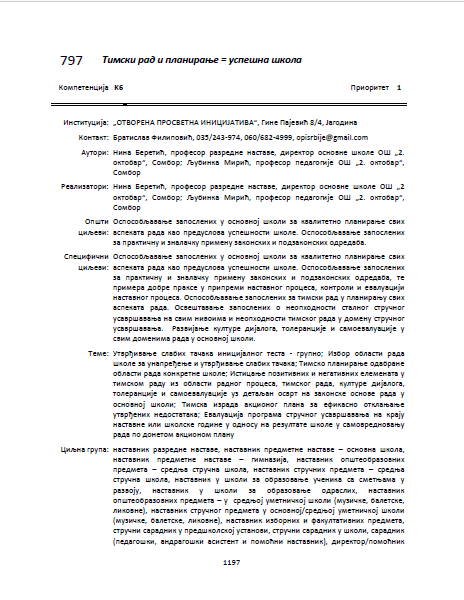 797 Тимски рад и планирање = успешна школа
Компетенција К6 Приоритет 1
Институција: „ОТВОРЕНА ПРОСВЕТНА ИНИЦИЈАТИВА“, Гине Пајевић 8/4, Јагодина
Контакт: Братислав Филиповић, 035/243-974, 060/682-4999, opisrbije@gmail.com
Аутори: Нина Беретић, професор разредне наставе, директор основне школе ОШ „2.
октобар“, Сомбор; Љубинка Мирић, професор педагогије ОШ „2. октобар“,
Сомбор
Реализатори: Нина Беретић, професор разредне наставе, директор основне школе ОШ „2
октобар“, Сомбор; Љубинка Мирић, професор педагогије ОШ „2. октобар“,
Сомбор
Општи Оспособљавање запослених у основној школи за квалитетно планирање свих
циљеви: аспеката рада као предуслова успешности школе. Оспособљавање запослених
за практичну и значачку примену законских и подзаконских одредаба.
Специфични Оспособљавање запослених у основној школи за квалитетно планирање свих
циљеви: аспеката рада као предуслова успешности школе. Оспособљавање запослених
за практичну и значачку примену законских и подзаконских одредаба, те
примера добре праксе у припреми наставног процеса, контроли и евалуацији
наставног процеса. Оспособљавање запослених за тимски рад у планирању свих
аспеката рада. Освештавање запослених о неопходности сталног стручног
усавршавања на свим нивоима и неопходности тимског рада у домену стручног
усавршавања. Развијање културе дијалога, толеранције и самоевалуације у
свим доменима рада у основној школи.
Теме: Утврђивање слабих тачака иницијалног теста - групно; Избор области рада
школе за унапређење и утврђивање слабих тачака; Тимско планирање одабране
области рада конкретне школе; Истицање позитивних и негативних елемената у
тимском раду из области радног процеса, тимског рада, културе дијалога,
толеранције и самоевалуације уз детаљан осврт на законске основе рада у
основној школи; Тимска израда акционог плана за ефикасно отклањање
утврђених недостатака; Евалуација програма стручног усавршавања на крају
наставне или школске године у односу на резултате школе у самовредновању
рада по донетом акционом плану
Циљна група: наставник разредне наставе, наставник предметне наставе – основна школа,
наставник предметне наставе – гимназија, наставник општеобразовних
предмета – средња стручна школа, наставник стручних предмета – средња
стручна школа, наставник у школи за образовање ученика са сметњама у
развоју, наставник у школи за образовање одраслих, наставник
општеобразовних предмета – у средњој уметничкој школи (музичке, балетске,
ликовне), наставник стручног предмета у основној/средњој уметничкој школи
(музичке, балетске, ликовне), наставник изборних и факултативних предмета,
стручни сарадник у предшколској установи, стручни сарадник у школи, сарадник
(педагошки, андрагошки асистент и помоћни наставник), директор/помоћник
1197